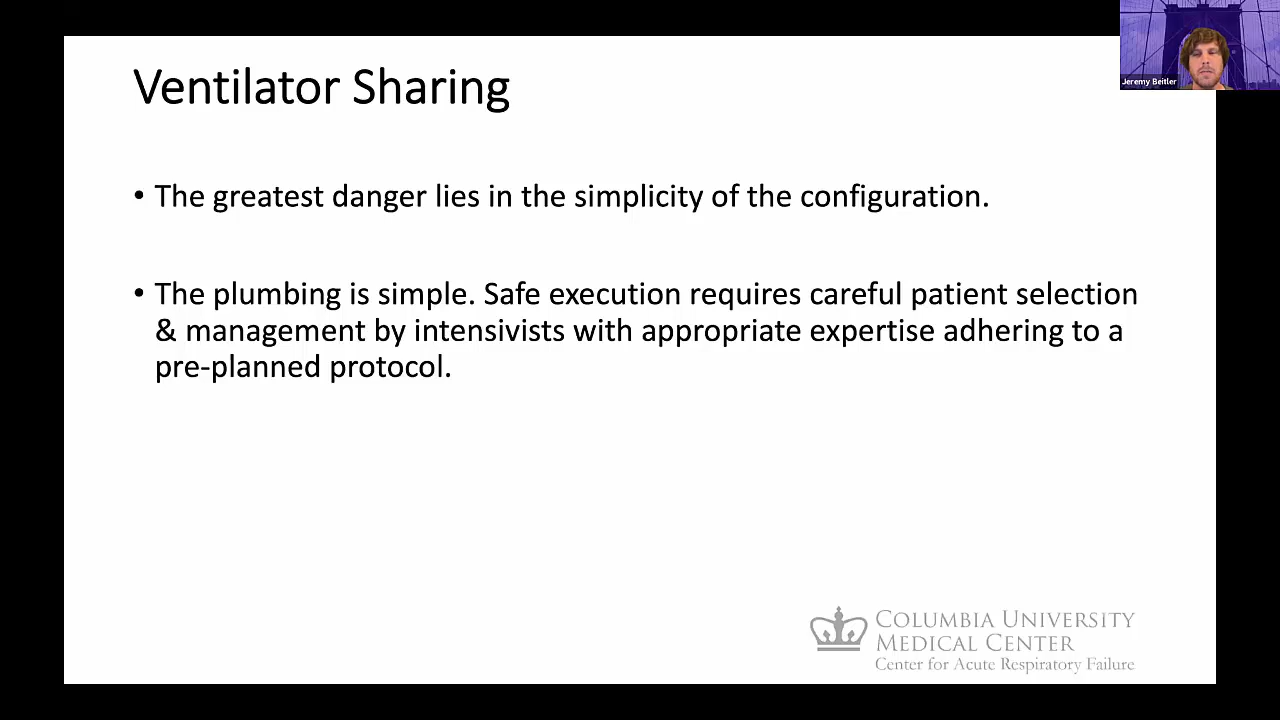 Jeremy Beitler
Ventilator Sharing
• The greatest danger lies in the simplicity of the configuration.
• The plumbing is simple. Safe execution requires careful patient selection
& management by intensivists with appropriate expertise adhering to a
pre-planned protocol.
COLUMBIA UNIVERSITY
MEDICAL CENTER
Center for Acute Respiratory Failure